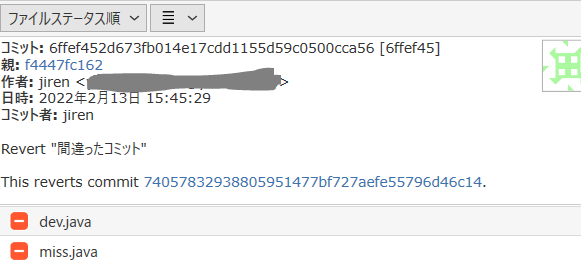 ファイルステータス順
コミット: 6ffef452d673fb014e17cdd1155d59c0500cca56 [6ffef45]
親: f4447fc162
作者: jiren < >
日時: 2022年2月13日 15:45:29
コミット者: jiren
Revert "間違ったコミット"
This reverts commit 74057832938805951477bf727aefe55796d46c14.
dev.java
miss.java